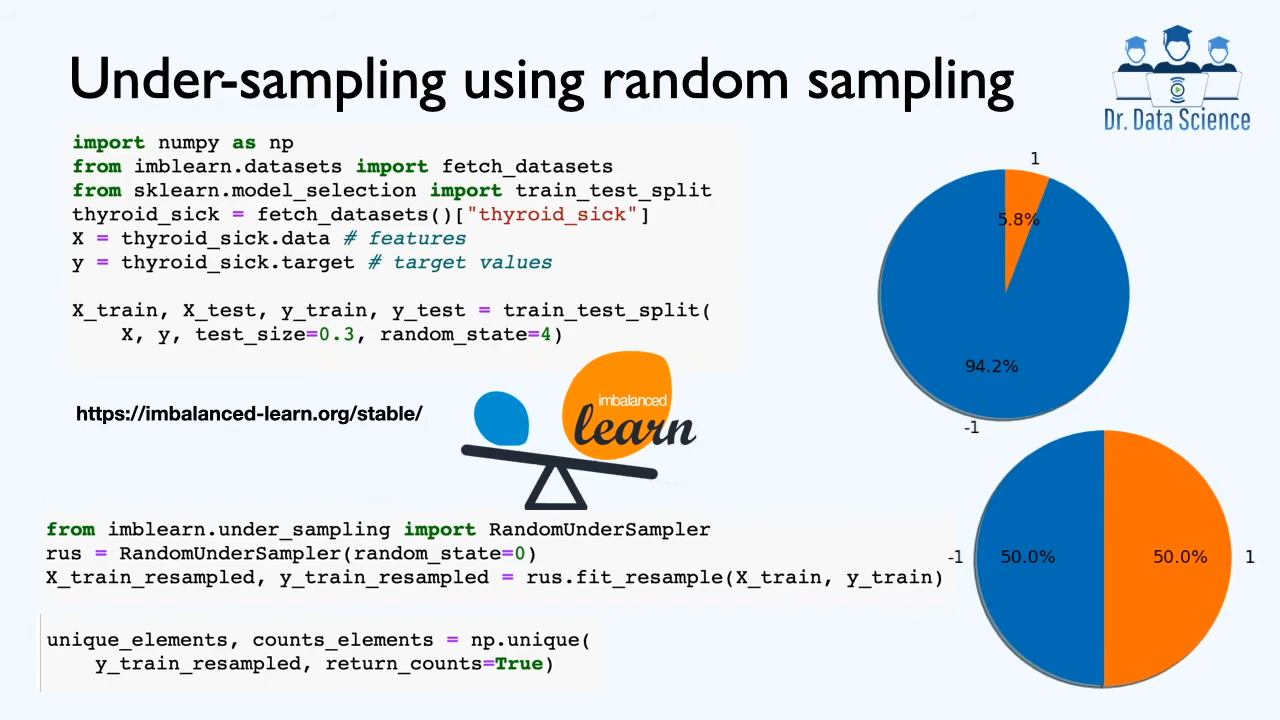 Under-sampling using random sampling
Dr. Data Science
import numpy as np
from imblearn.datasets import fetch_datasets
from sklearn.model_selection import train_test_split
thyroid_sick = fetch_datasets()["thyroid_sick"]
X = thyroid_sick.data # features
y = thyroid_sick.target # target values
X_train, X_test, y_train, y_test = train_test_split(
    X, y, test_size=0.3, random_state=4)
1
5.8%
94.2%
-1
https://imbalanced-learn.org/stable/
imbalanced
learn
from imblearn.under_sampling import RandomUnderSampler
rus = RandomUnderSampler(random_state=0)
X_train_resampled, y_train_resampled = rus.fit_resample(X_train, y_train)
-1
50.0%
50.0%
1
unique_elements, counts_elements = np.unique(
    y_train_resampled, return_counts=True)